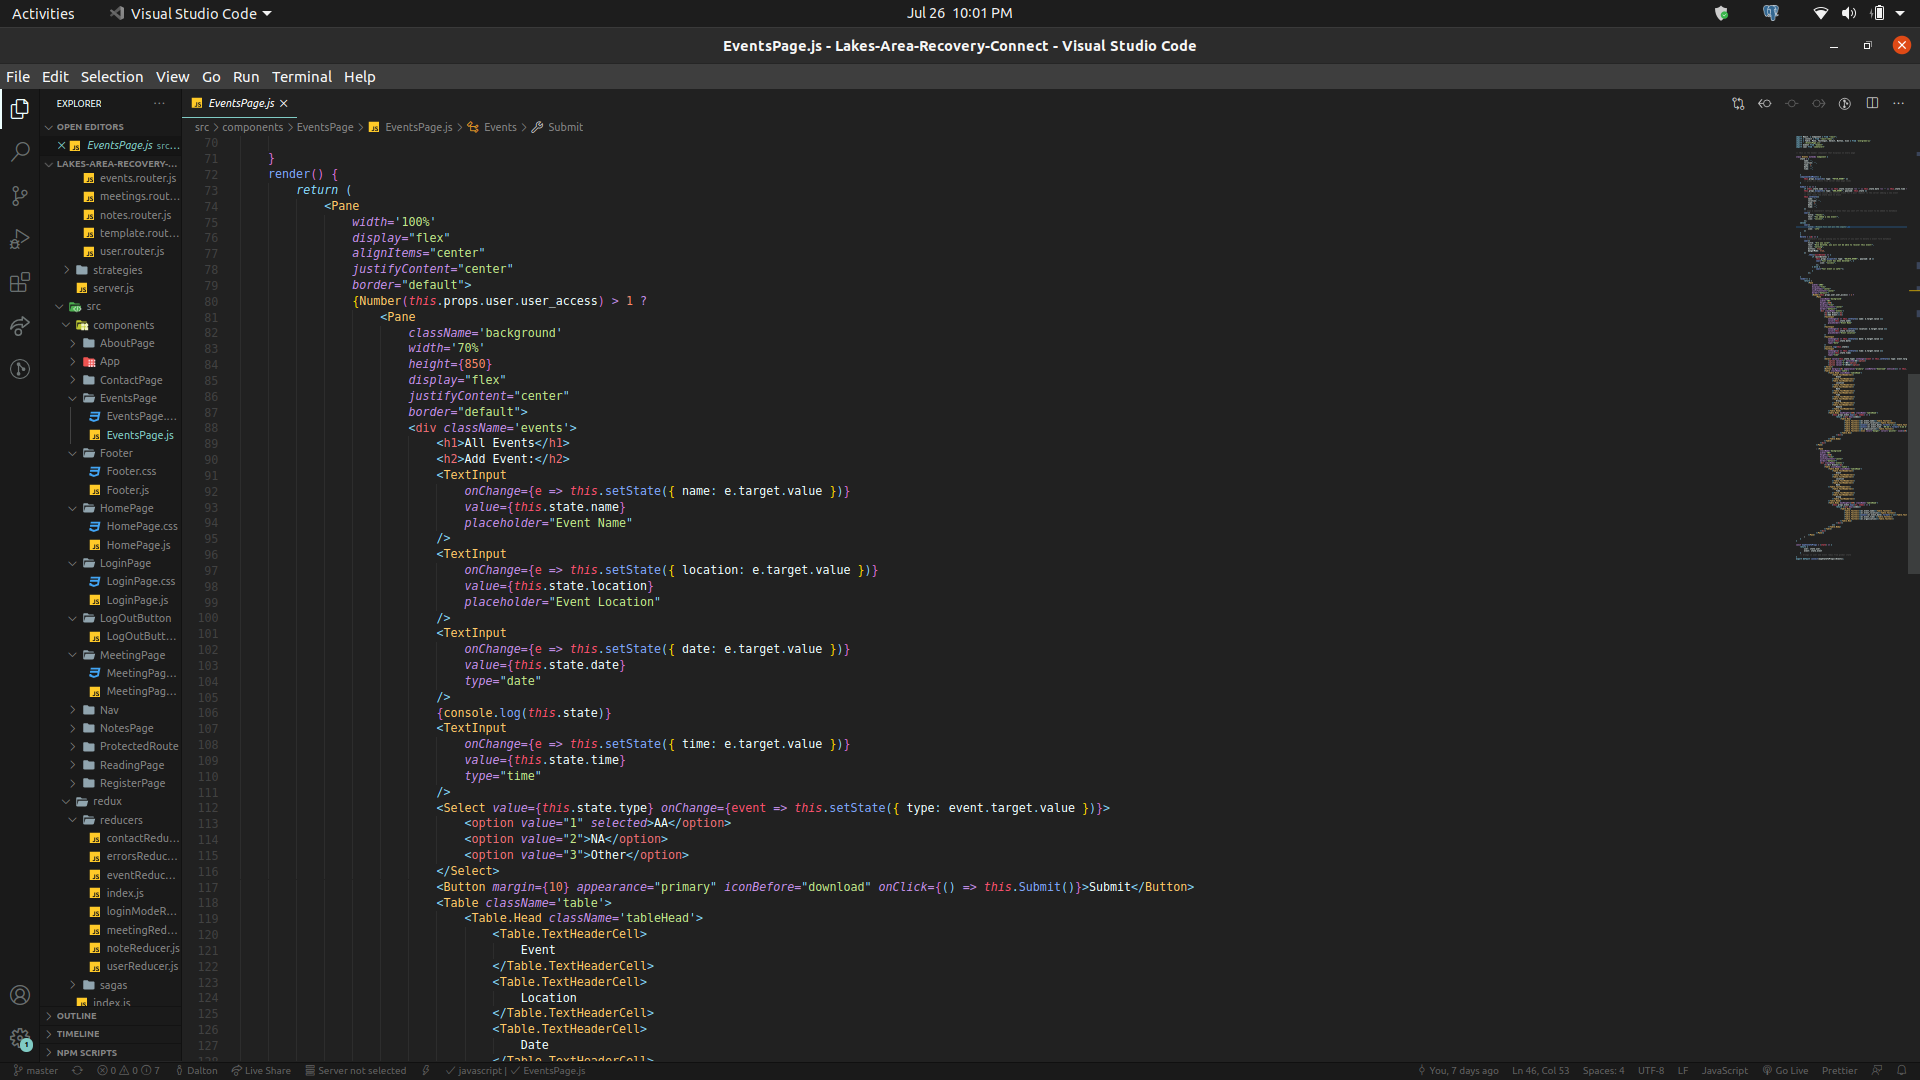 Activities
Visual Studio Code
Jul 26 10:01 PM
EventsPage.js - Lakes-Area-Recovery-Connect - Visual Studio Code
File Edit Selection View Go Run Terminal Help
EXPLORER
OPEN EDITORS
EventsPage.js src...
LAKES-AREA-RECOVERY-...
events.router.js
meetings.rout...
notes.router.js
template.rout...
user.router.js
strategies
server.js
src
components
AboutPage
App
ContactPage
EventsPage
EventsPage....
EventsPage.js
Footer
Footer.css
Footer.js
HomePage
HomePage.css
HomePage.js
LoginPage
LoginPage.css
LoginPage.js
LogOutButton
LogOutButt...
MeetingPage
MeetingPag...
MeetingPag...
Nav
NotesPage
ProtectedRoute
ReadingPage
RegisterPage
redux
reducers
contactRedu...
errorsReduc...
eventReduc...
index.js
loginModeR...
meetingRed...
noteReducer.js
userReducer.js
sagas
index.js
OUTLINE
TIMELINE
NPM SCRIPTS
EventsPage.js
src > components > EventsPage > EventsPage.js > Events > Submit
70
71 }
72 render() {
73 return (
74 <Pane
75 width='100%'
76 display="flex"
77 alignItems="center"
78 justifyContent="center"
79 border="default">
80 {Number(this.props.user.user_access) > 1 ?
81 <Pane
82 className='background'
83 width='70%'
84 height={850}
85 display="flex"
86 justifyContent="center"
87 border="default">
88 <div className='events'>
89 <h1>All Events</h1>
90 <h2>Add Event:</h2>
91 <TextInput
92 onChange={e => this.setState({ name: e.target.value })}
93 value={this.state.name}
94 placeholder="Event Name"
95 />
96 <TextInput
97 onChange={e => this.setState({ location: e.target.value })}
98 value={this.state.location}
99 placeholder="Event Location"
100 />
101 <TextInput
102 onChange={e => this.setState({ date: e.target.value })}
103 value={this.state.date}
104 type="date"
105 />
106 {console.log(this.state)}
107 <TextInput
108 onChange={e => this.setState({ time: e.target.value })}
109 value={this.state.time}
110 type="time"
111 />
112 <Select value={this.state.type} onChange={event => this.setState({ type: event.target.value })}>
113 <option value="1" selected>AA</option>
114 <option value="2">NA</option>
115 <option value="3">Other</option>
116 </Select>
117 <Button margin={10} appearance="primary" iconBefore="download" onClick={() => this.Submit()}>Submit</Button>
118 <Table className='table'>
119 <Table.Head className='tableHead'>
120 <Table.TextHeaderCell>
121 Event
122 </Table.TextHeaderCell>
123 <Table.TextHeaderCell>
124 Location
125 </Table.TextHeaderCell>
126 <Table.TextHeaderCell>
127 Date
128 </Table.TextHeaderCell>
1
master 0 0 7 Dalton Live Share Server not selected javascript | EventsPage.js
You, 7 days ago Ln 46, Col 53 Spaces: 4 UTF-8 LF JavaScript Go Live Prettier